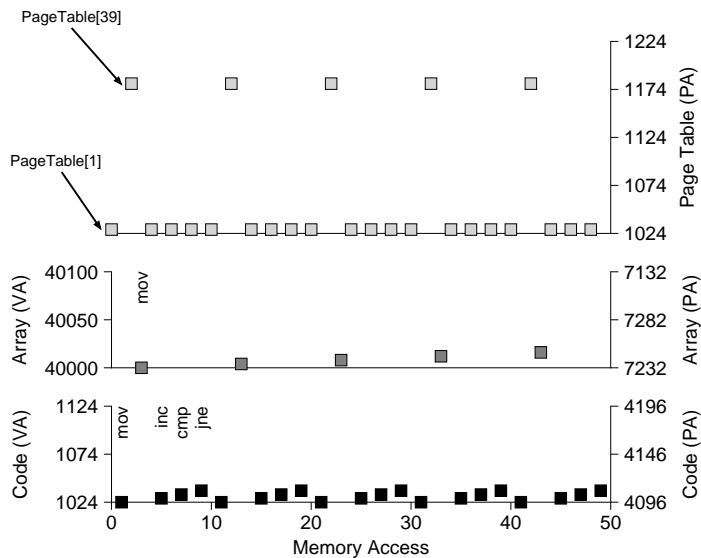 PageTable[39]
1224
1174
1124
1074
1024
Page Table (PA)
PageTable[1]
40100
40050
40000
Array (VA)
mov
7132
7282
7232
Array (PA)
1124
1074
1024
Code (VA)
mov
inc
cmp
jne
4196
4146
4096
Code (PA)
0 10 20 30 40 50
Memory Access